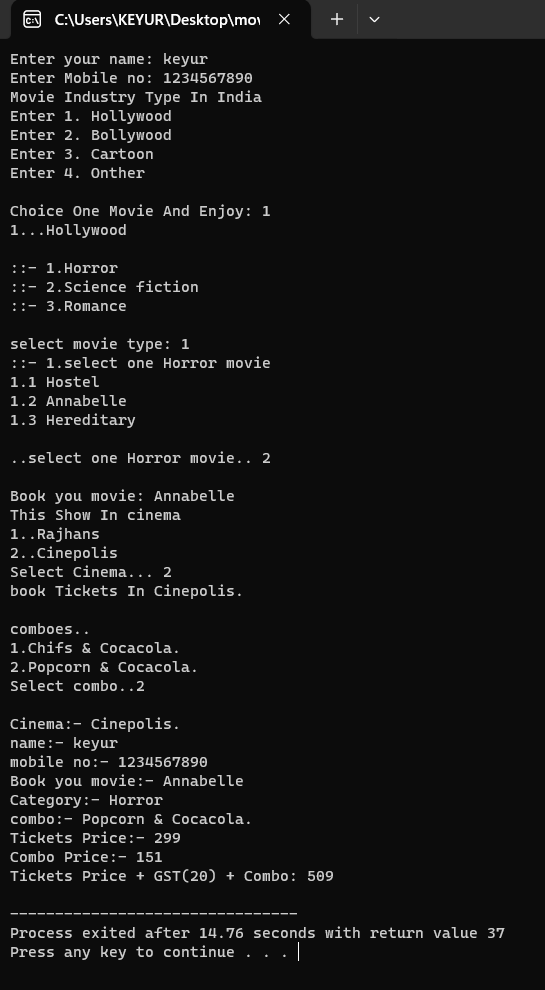 C:\Users\KEYUR\Desktop\mov
Enter your name: keyur
Enter Mobile no: 1234567890
Movie Industry Type In India
Enter 1. Hollywood
Enter 2. Bollywood
Enter 3. Cartoon
Enter 4. Onther
Choice One Movie And Enjoy: 1
1...Hollywood
::- 1.Horror
::- 2.Science fiction
::- 3.Romance
select movie type: 1
::- 1.select one Horror movie
1.1 Hostel
1.2 Annabelle
1.3 Hereditary
..select one Horror movie.. 2
Book you movie: Annabelle
This Show In cinema
1..Rajhans
2..Cinepolis
Select Cinema... 2
book Tickets In Cinepolis.
comboes..
1.Chifs & Cocacola.
2.Popcorn & Cocacola.
Select combo..2
Cinema:- Cinepolis.
name:- keyur
mobile no:- 1234567890
Book you movie:- Annabelle
Category:- Horror
combo:- Popcorn & Cocacola.
Tickets Price:- 299
Combo Price:- 151
Tickets Price + GST(20) + Combo: 509
--------------------------------
Process exited after 14.76 seconds with return value 37
Press any key to continue . . .